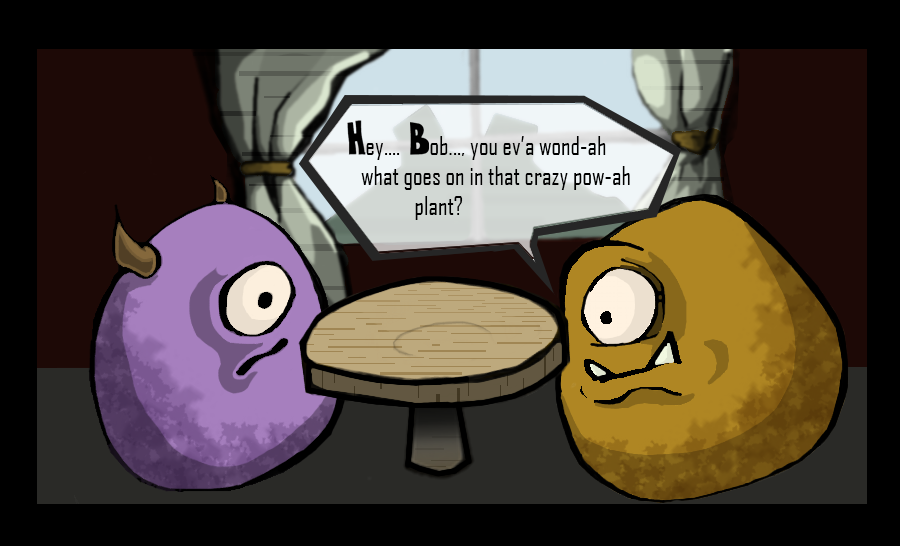 Hey.... Bob..., you ev'a wond-ah
what goes on in that crazy pow-ah
plant?